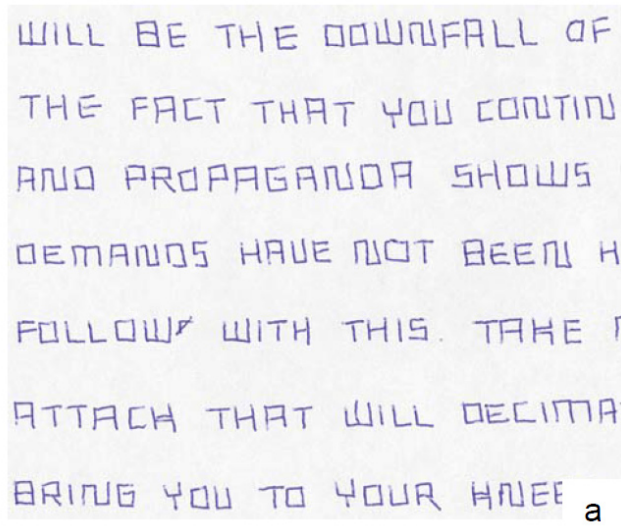 WILL BE THE DOWNFALL OF
THE FACT THAT YOU CONTIN
AND PROPAGANDA SHOWS
DEMANDS HAVE NOT BEEN H
FOLLOW WITH THIS. TAKE
ATTACK THAT WILL DECIMA
BRING YOU TO YOUR KNEE
a